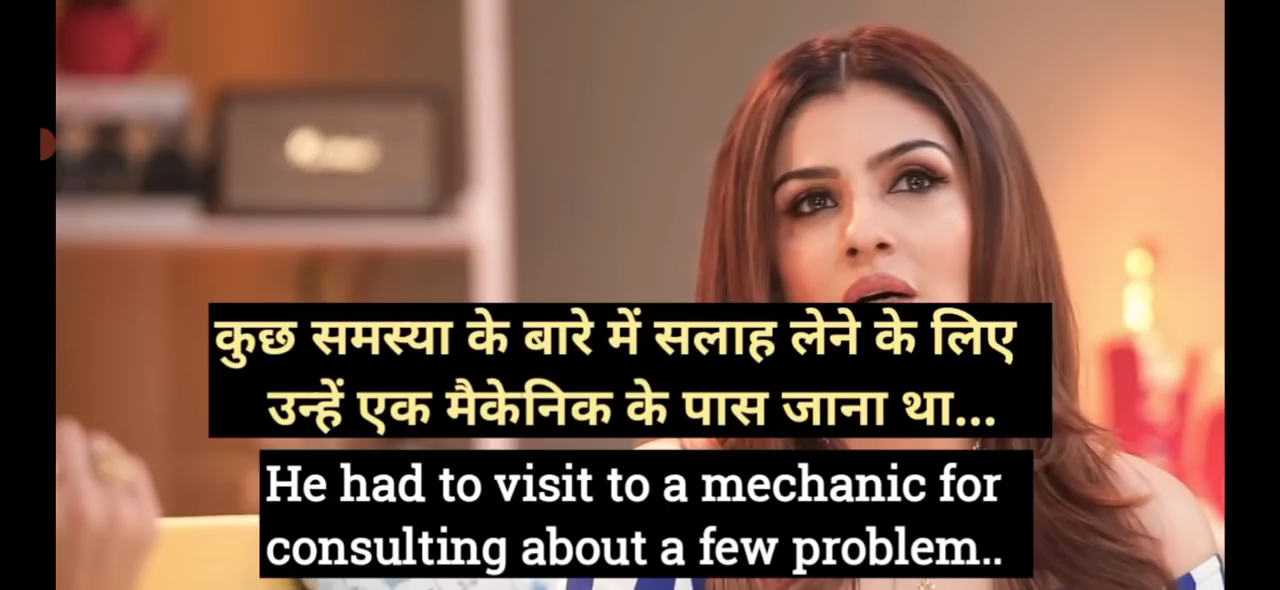 कुछ समस्या के बारे में सलाह लेने के लिए
उन्हें एक मैकेनिक के पास जाना था...
He had to visit to a mechanic for
consulting about a few problem..